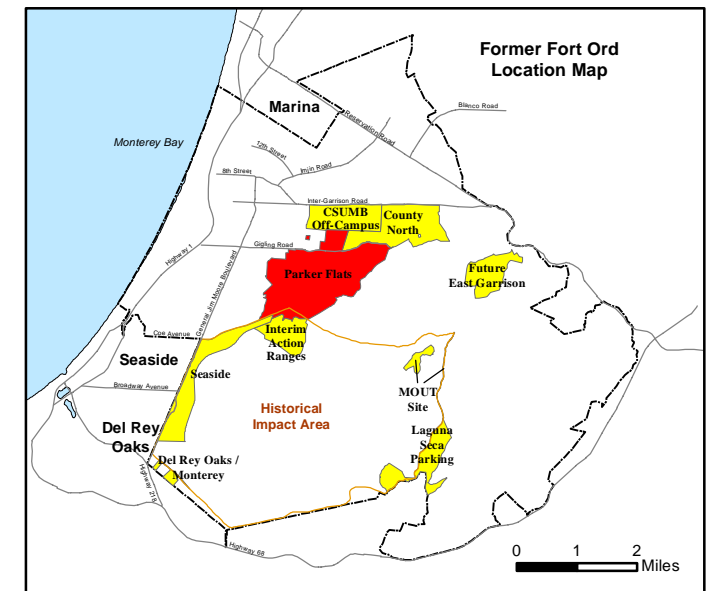 Former Fort Ord
Location Map
Marina
Blanco Road
Reservation Road
Monterey Bay
12th Street
8th Street
Imjin Road
Inter-Garrison Road
CSUMB
Off-Campus
County
North
Gigling Road
Highway 1
General Jim Moore Boulevard
Parker Flats
Future
East Garrison
Coe Avenue
Interim
Action
Ranges
Seaside
Seaside
Broadway Avenue
MOUT
Site
Historical
Impact Area
Del Rey
Oaks
Laguna
Seca
Parking
Del Rey Oaks /
Monterey
Highway 218
Highway 68
0 1 2
Miles